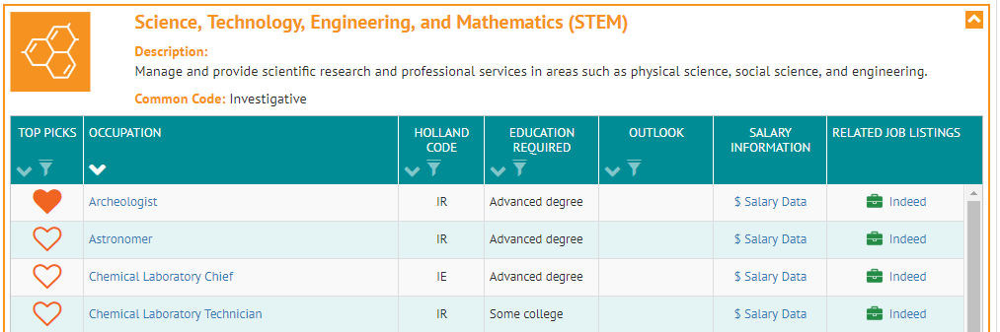 Science, Technology, Engineering, and Mathematics (STEM)
Description:
Manage and provide scientific research and professional services in areas such as physical science, social science, and engineering.
Common Code: Investigative
TOP PICKS OCCUPATION HOLLAND CODE EDUCATION REQUIRED OUTLOOK SALARY INFORMATION RELATED JOB LISTINGS
Archeologist IR Advanced degree $ Salary Data Indeed
Astronomer IR Advanced degree $ Salary Data Indeed
Chemical Laboratory Chief IE Advanced degree $ Salary Data Indeed
Chemical Laboratory Technician IR Some college $ Salary Data Indeed